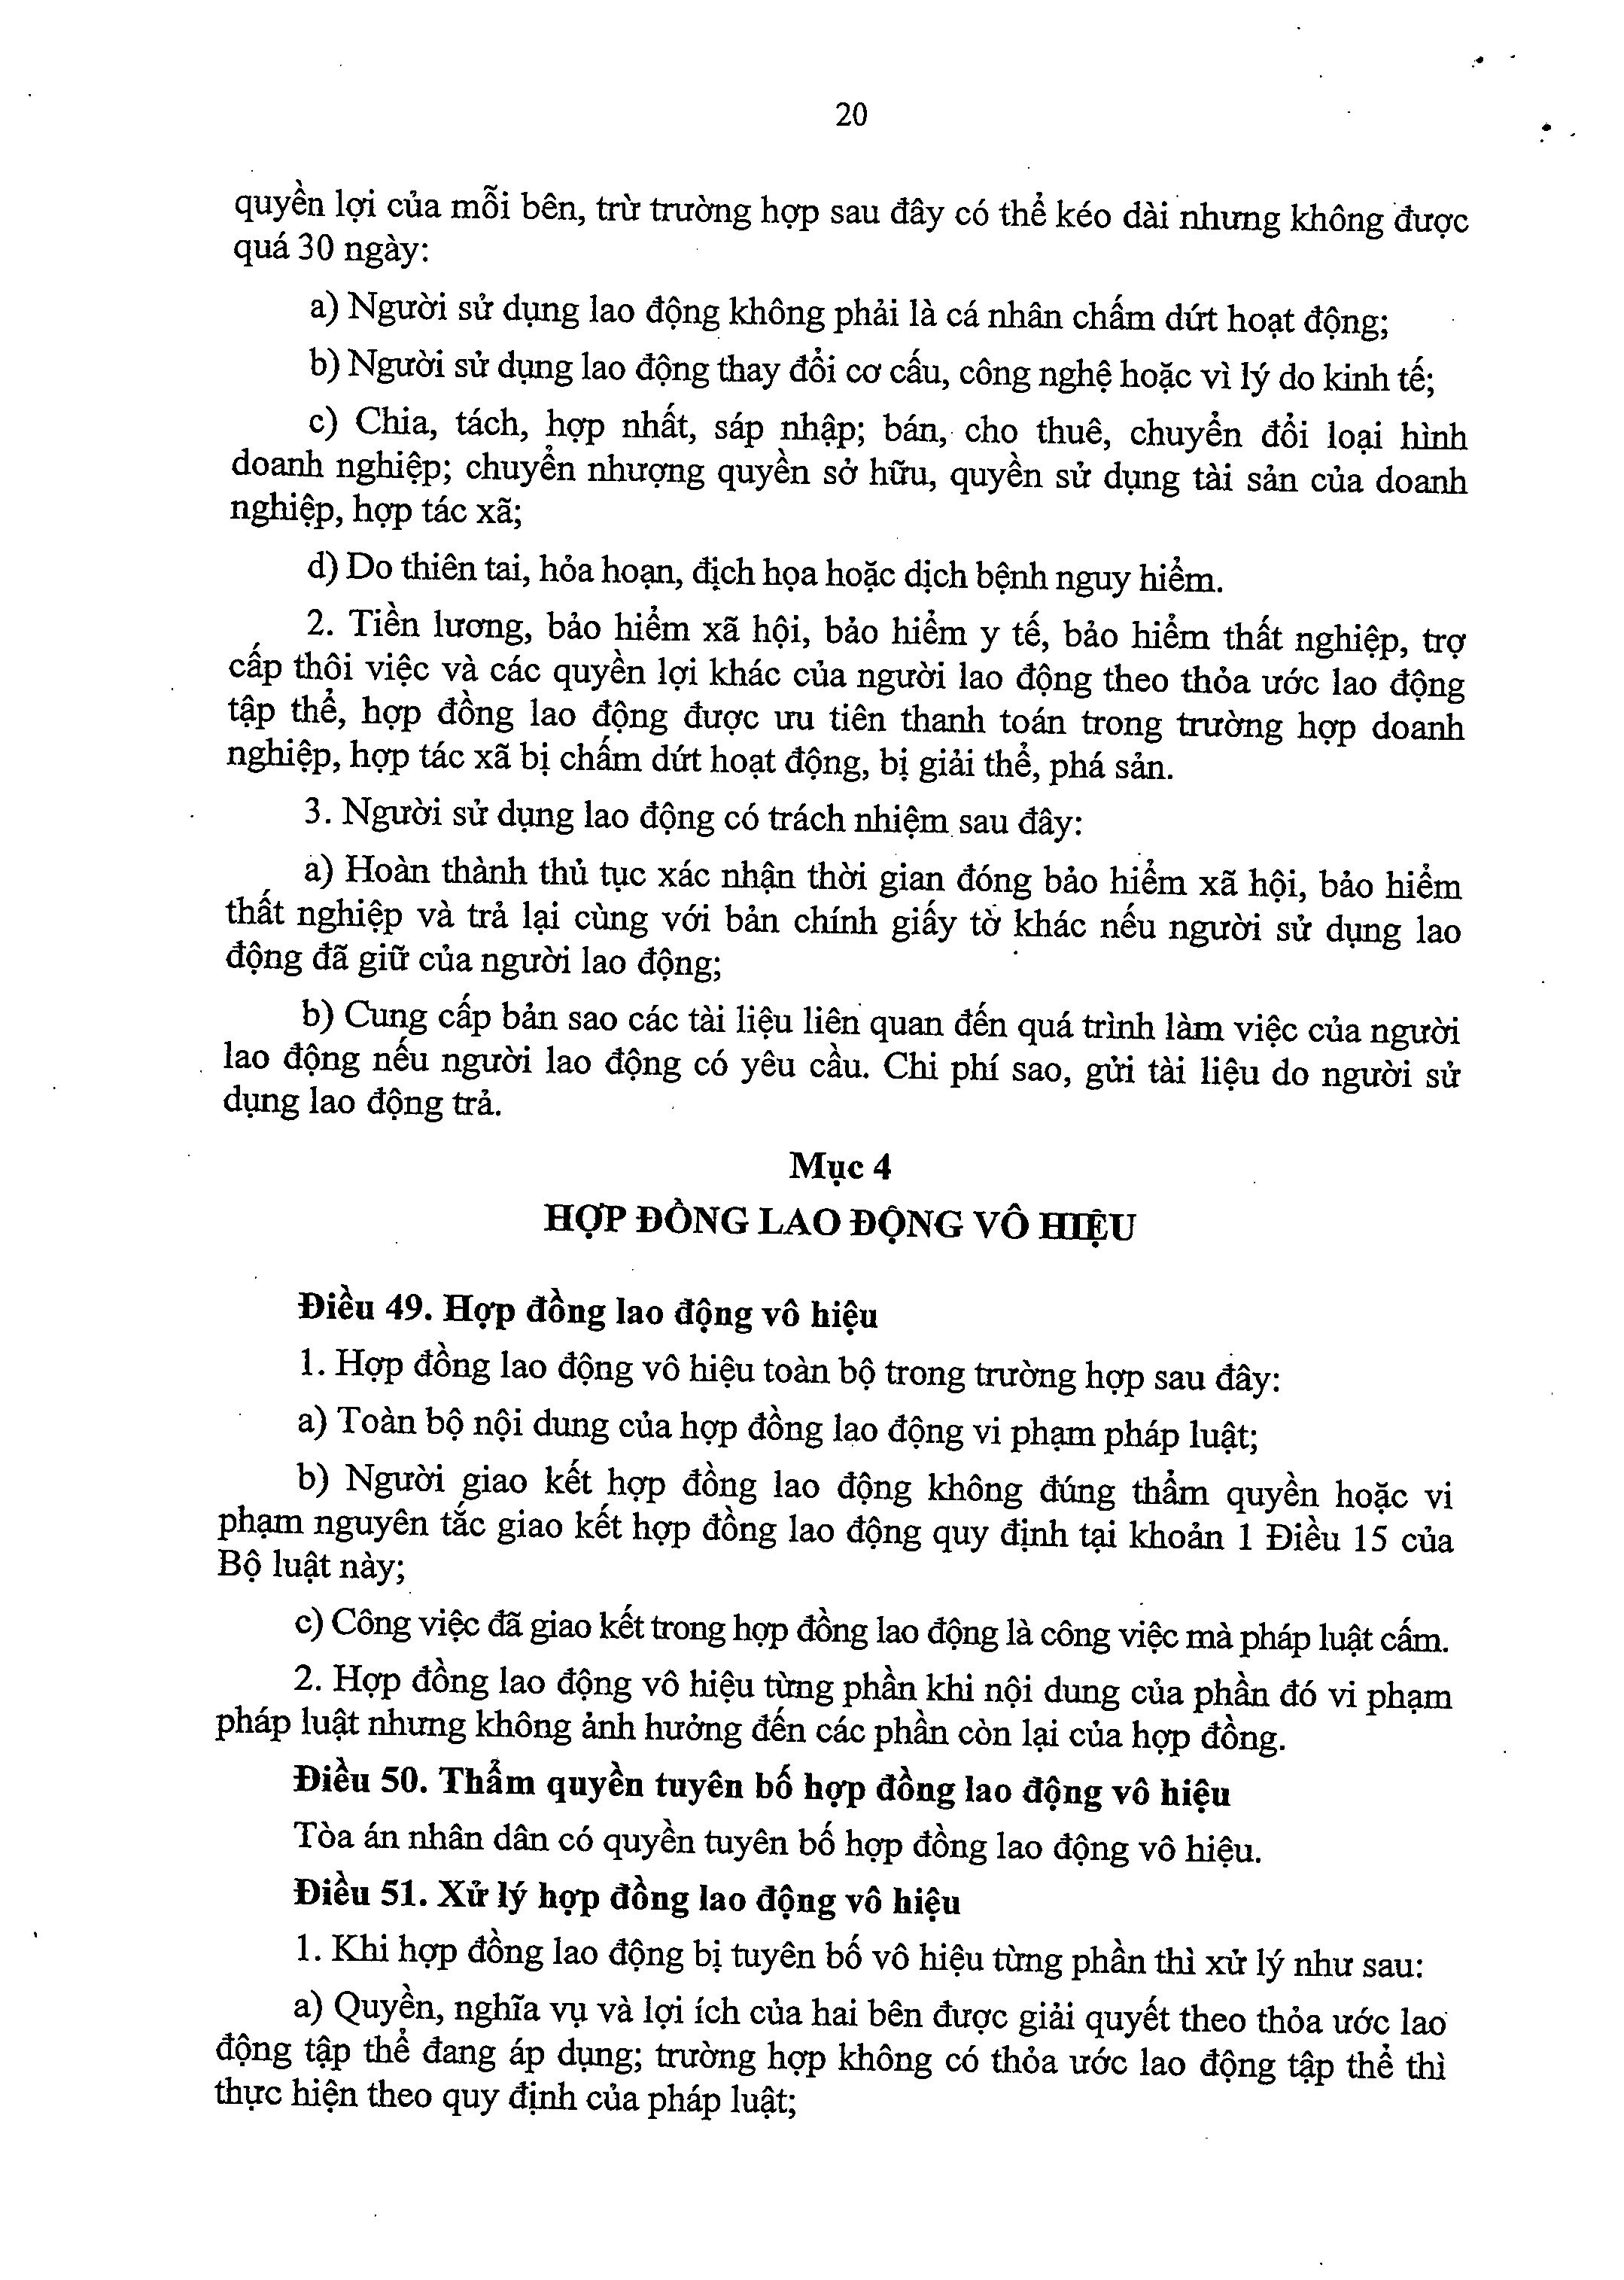 20
quyền lợi của mỗi bên, trừ trường hợp sau đây có thể kéo dài nhưng không được
quá 30 ngày:
a) Người sử dụng lao động không phải là cá nhân chấm dứt hoạt động;
b) Người sử dụng lao động thay đổi cơ cấu, công nghệ hoặc vì lý do kinh tế;
c) Chia, tách, hợp nhất, sáp nhập; bán, cho thuê, chuyển đổi loại hình
doanh nghiệp; chuyển nhượng quyền sở hữu, quyền sử dụng tài sản của doanh
nghiệp, hợp tác xã;
d) Do thiên tai, hỏa hoạn, địch họa hoặc dịch bệnh nguy hiểm.
2. Tiền lương, bảo hiểm xã hội, bảo hiểm y tế, bảo hiểm thất nghiệp, trợ
cấp thôi việc và các quyền lợi khác của người lao động theo thỏa ước lao động
tập thể, hợp đồng lao động được ưu tiên thanh toán trong trường hợp doanh
nghiệp, hợp tác xã bị chấm dứt hoạt động, bị giải thể, phá sản.
3. Người sử dụng lao động có trách nhiệm sau đây:
a) Hoàn thành thủ tục xác nhận thời gian đóng bảo hiểm xã hội, bảo hiểm
thất nghiệp và trả lại cùng với bản chính giấy tờ khác nếu người sử dụng lao
động đã giữ của người lao động;
b) Cung cấp bản sao các tài liệu liên quan đến quá trình làm việc của người
lao động nếu người lao động có yêu cầu. Chi phí sao, gửi tài liệu do người sử
dụng lao động trả.
Mục 4
HỢP ĐỒNG LAO ĐỘNG VÔ HIỆU
Điều 49. Hợp đồng lao động vô hiệu
1. Hợp đồng lao động vô hiệu toàn bộ trong trường hợp sau đây:
a) Toàn bộ nội dung của hợp đồng lao động vi phạm pháp luật;
b) Người giao kết hợp đồng lao động không đúng thẩm quyền hoặc vi
phạm nguyên tắc giao kết hợp đồng lao động quy định tại khoản 1 Điều 15 của
Bộ luật này;
c) Công việc đã giao kết trong hợp đồng lao động là công việc mà pháp luật cấm.
2. Hợp đồng lao động vô hiệu từng phần khi nội dung của phần đó vi phạm
pháp luật nhưng không ảnh hưởng đến các phần còn lại của hợp đồng.
Điều 50. Thẩm quyền tuyên bố hợp đồng lao động vô hiệu
Tòa án nhân dân có quyền tuyên bố hợp đồng lao động vô hiệu.
Điều 51. Xử lý hợp đồng lao động vô hiệu
1. Khi hợp đồng lao động bị tuyên bố vô hiệu từng phần thì xử lý như sau:
a) Quyền, nghĩa vụ và lợi ích của hai bên được giải quyết theo thỏa ước lao
động tập thể đang áp dụng; trường hợp không có thỏa ước lao động tập thể thì
thực hiện theo quy định của pháp luật;